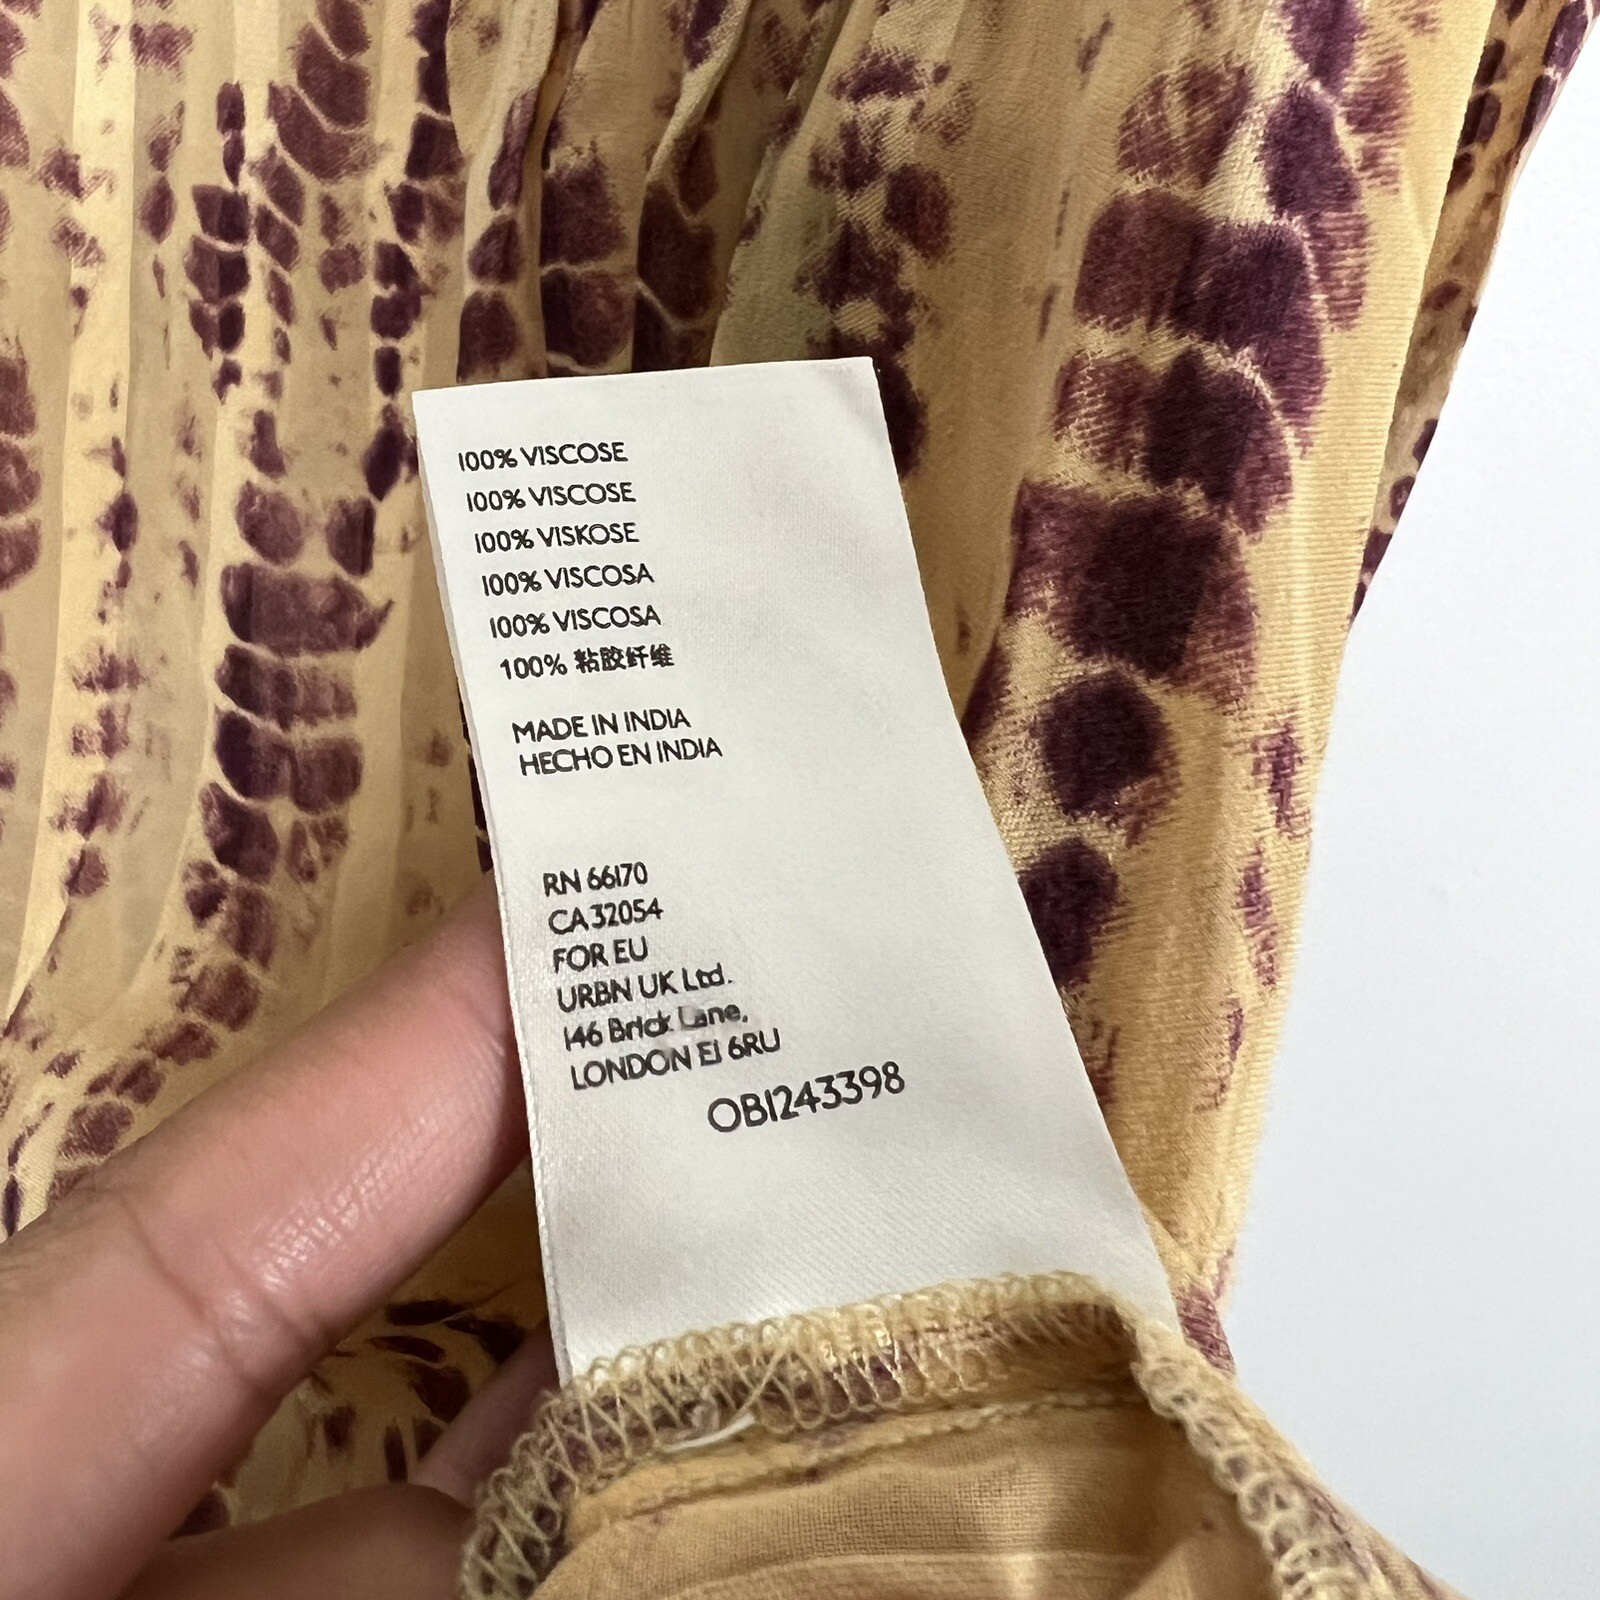 100% VISCOSE
100% VISCOSE
100% VISKOSE
100% VISCOSA
100% VISCOSA
100% 粘胶纤维
MADE IN INDIA
HECHO EN INDIA
RN 66170
CA 32054
FOR EU
URBN UK Ltd.
146 Brick Lane,
LONDON E1 6RU
OB1243398